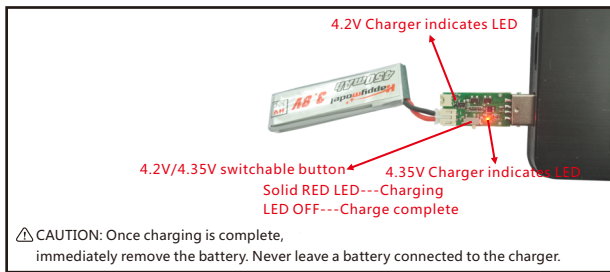 4.2V Charger indicates LED
Happymodel
450mAh
3.8V
HV
4.2V/4.35V switchable button
4.35V Charger indicates LED
Solid RED LED---Charging
LED OFF---Charge complete
CAUTION: Once charging is complete,
immediately remove the battery. Never leave a battery connected to the charger.